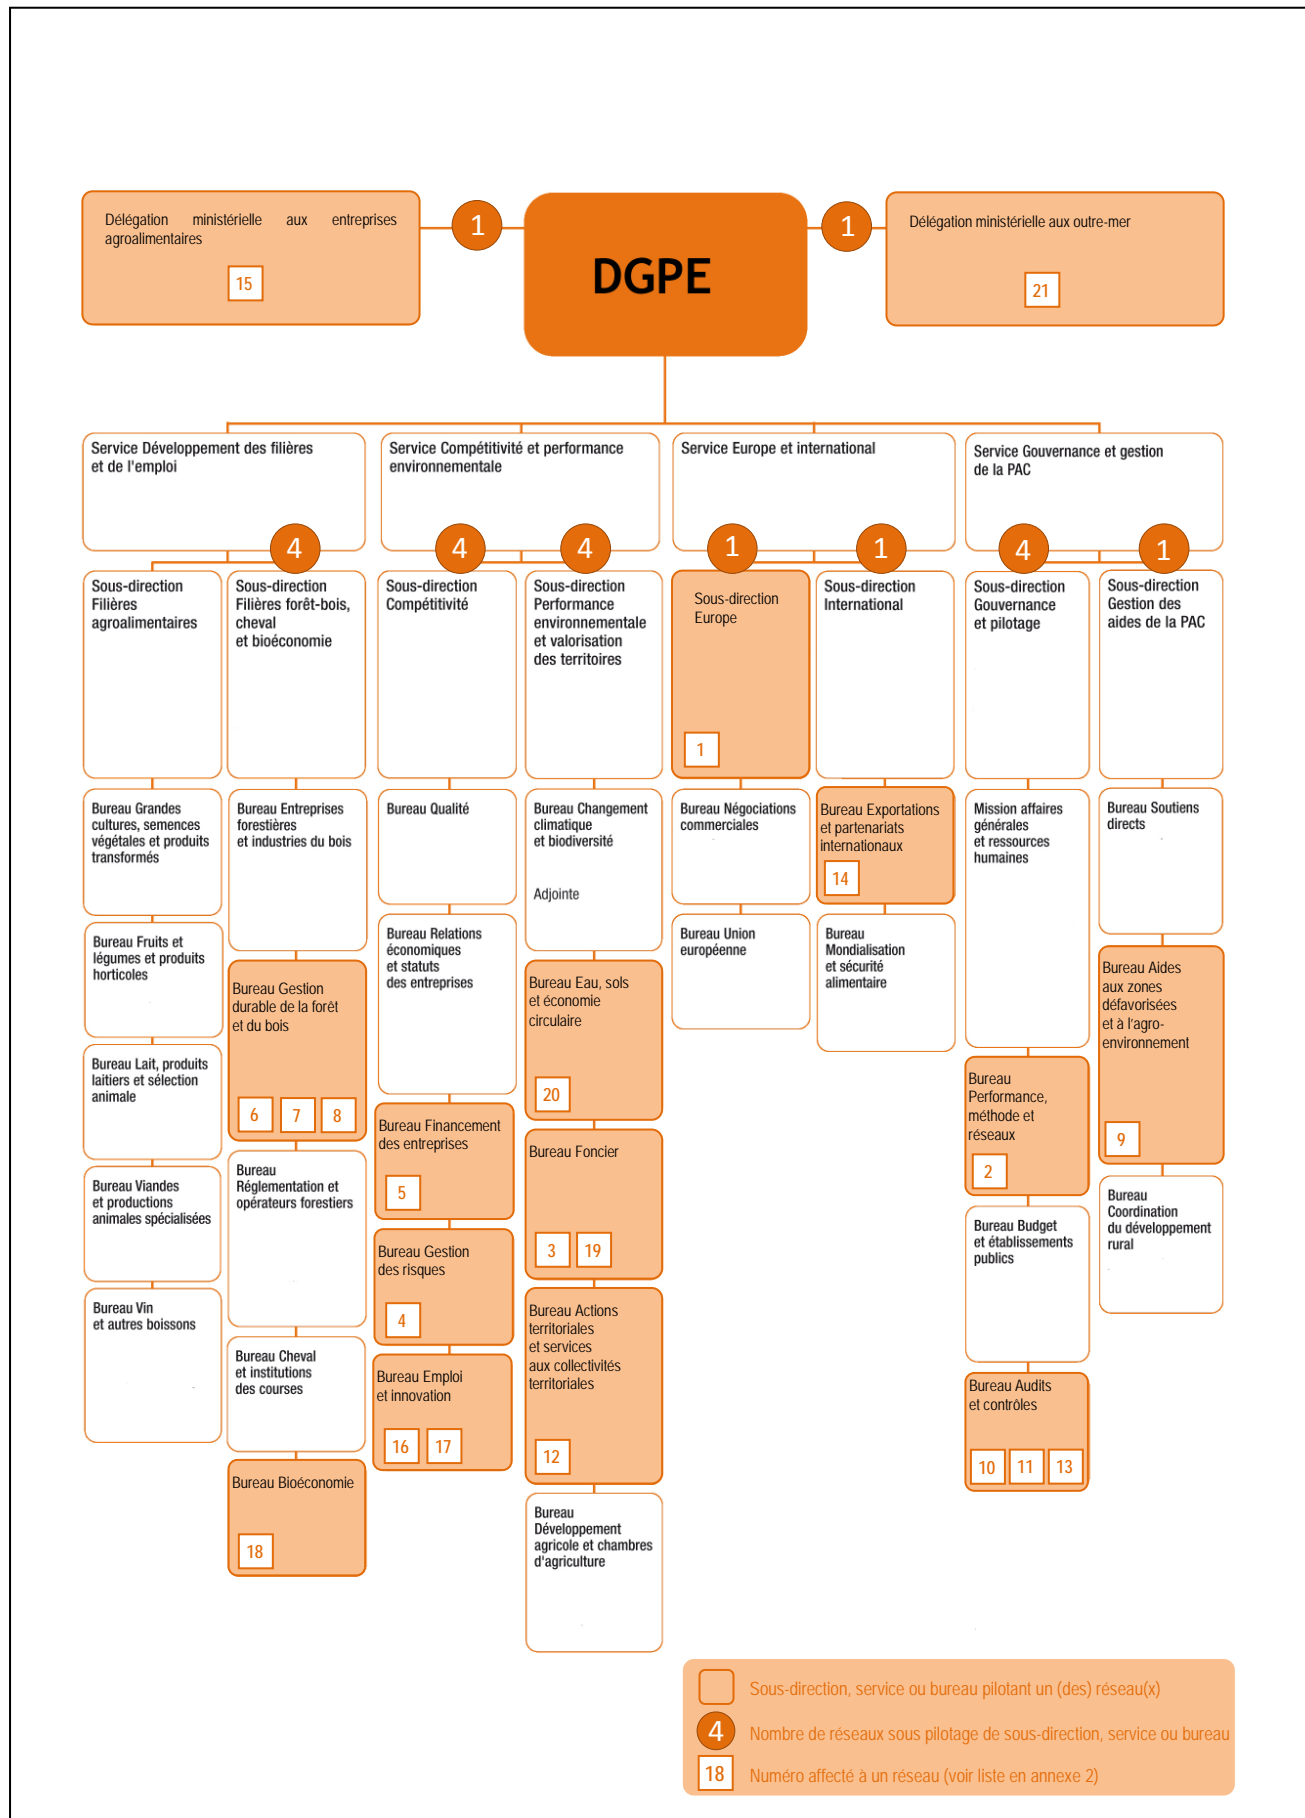 Délégation ministérielle aux entreprises
agroalimentaires
15
1
DGPE
1
Délégation ministérielle aux outre-mer
21
Service Développement des filières
et de l'emploi
Service Compétitivité et performance
environnementale
Service Europe et international
Service Gouvernance et gestion
de la PAC
4
4
4
1
1
4
1
Sous-direction
Filières
agroalimentaires
Sous-direction
Filières forêt-bois,
cheval
et bioéconomie
Sous-direction
Compétitivité
Sous-direction
Performance
environnementale
et valorisation
des territoires
Sous-direction
Europe
1
Sous-direction
International
Sous-direction
Gouvernance
et pilotage
Sous-direction
Gestion des
aides de la PAC
Bureau Grandes
cultures, semences
végétales et produits
transformés
Bureau Fruits et
légumes et produits
horticoles
Bureau Lait, produits
laitiers et sélection
animale
Bureau Viandes
et productions
animales spécialisées
Bureau Vin
et autres boissons
Bureau Entreprises
forestières
et industries du bois
Bureau Gestion
durable de la forêt
et du bois
6 7 8
Bureau
Réglementation et
opérateurs forestiers
Bureau Cheval
et institutions
des courses
Bureau Bioéconomie
18
Bureau Qualité
Bureau Relations
économiques
et statuts
des entreprises
Bureau Financement
des entreprises
5
Bureau Gestion
des risques
4
Bureau Emploi
et innovation
16 17
Bureau Changement
climatique
et biodiversité
Adjointe
Bureau Eau, sols
et économie
circulaire
20
Bureau Foncier
3 19
Bureau Actions
territoriales
et services
aux collectivités
territoriales
12
Bureau
Développement
agricole et chambres
d'agriculture
Bureau Négociations
commerciales
Bureau Union
européenne
Bureau Exportations
et partenariats
internationaux
14
Bureau
Mondialisation
et sécurité
alimentaire
Mission affaires
générales
et ressources
humaines
Bureau
Performance,
méthode et
réseaux
2
Bureau Budget
et établissements
publics
Bureau Audits
et contrôles
10 11 13
Bureau Soutiens
directs
Bureau Aides
aux zones
défavorisées
et à l'agro-
environnement
9
Bureau
Coordination
du développement
rural
Sous-direction, service ou bureau pilotant un (des) réseau(x)
4 Nombre de réseaux sous pilotage de sous-direction, service ou bureau
18 Numéro affecté à un réseau (voir liste en annexe 2)